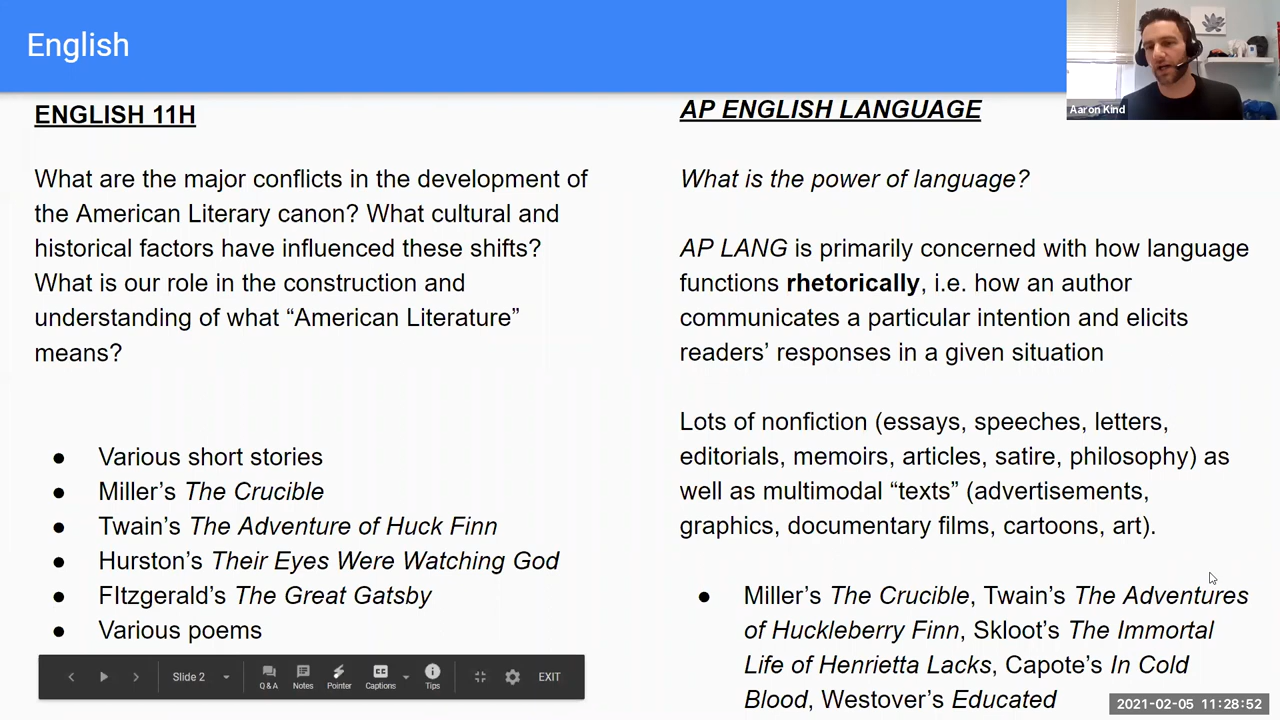 English
Aaron Kind
ENGLISH 11H
What are the major conflicts in the development of
the American Literary canon? What cultural and
historical factors have influenced these shifts?
What is our role in the construction and
understanding of what “American Literature”
means?
● Various short stories
● Miller’s The Crucible
● Twain’s The Adventure of Huck Finn
● Hurston’s Their Eyes Were Watching God
● FItzgerald’s The Great Gatsby
● Various poems
Slide 2
Q & A
Notes
Pointer
Captions
Tips
EXIT
AP ENGLISH LANGUAGE
What is the power of language?
AP LANG is primarily concerned with how language
functions rhetorically, i.e. how an author
communicates a particular intention and elicits
readers’ responses in a given situation
Lots of nonfiction (essays, speeches, letters,
editorials, memoirs, articles, satire, philosophy) as
well as multimodal “texts” (advertisements,
graphics, documentary films, cartoons, art).
● Miller’s The Crucible, Twain’s The Adventures
of Huckleberry Finn, Skloot’s The Immortal
Life of Henrietta Lacks, Capote’s In Cold
Blood, Westover’s Educated
2021-02-05 11:28:52